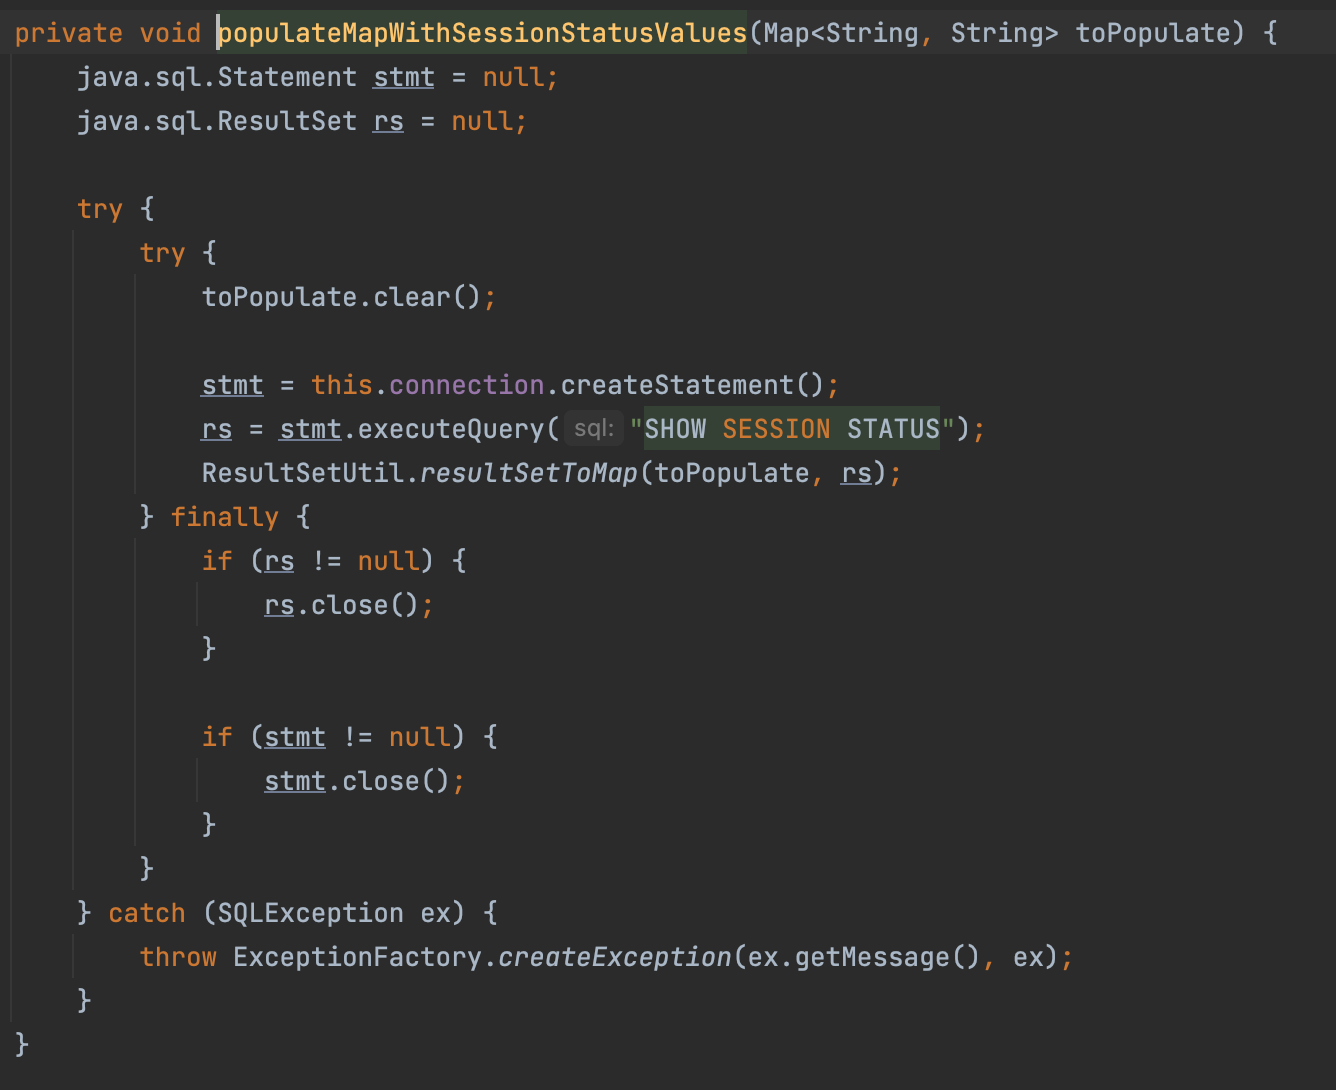 private void populateMapWithSessionStatusValues(Map<String, String> toPopulate) {
    java.sql.Statement stmt = null;
    java.sql.ResultSet rs = null;

    try {
        try {
            toPopulate.clear();

            stmt = this.connection.createStatement();
            rs = stmt.executeQuery( sql: "SHOW SESSION STATUS");
            ResultSetUtil.resultSetToMap(toPopulate, rs);
        } finally {
            if (rs != null) {
                rs.close();
            }

            if (stmt != null) {
                stmt.close();
            }
        }
    } catch (SQLException ex) {
        throw ExceptionFactory.createException(ex.getMessage(), ex);
    }
}